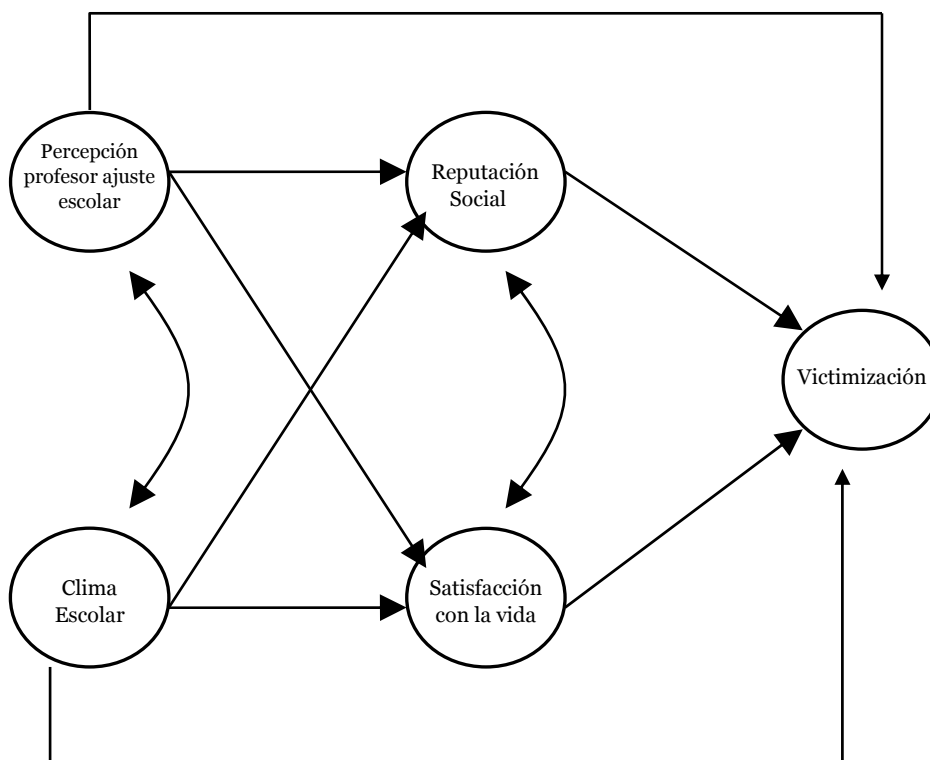 Percepción
profesor ajuste
escolar
Reputación
Social
Victimización
Clima
Escolar
Satisfacción
con la vida